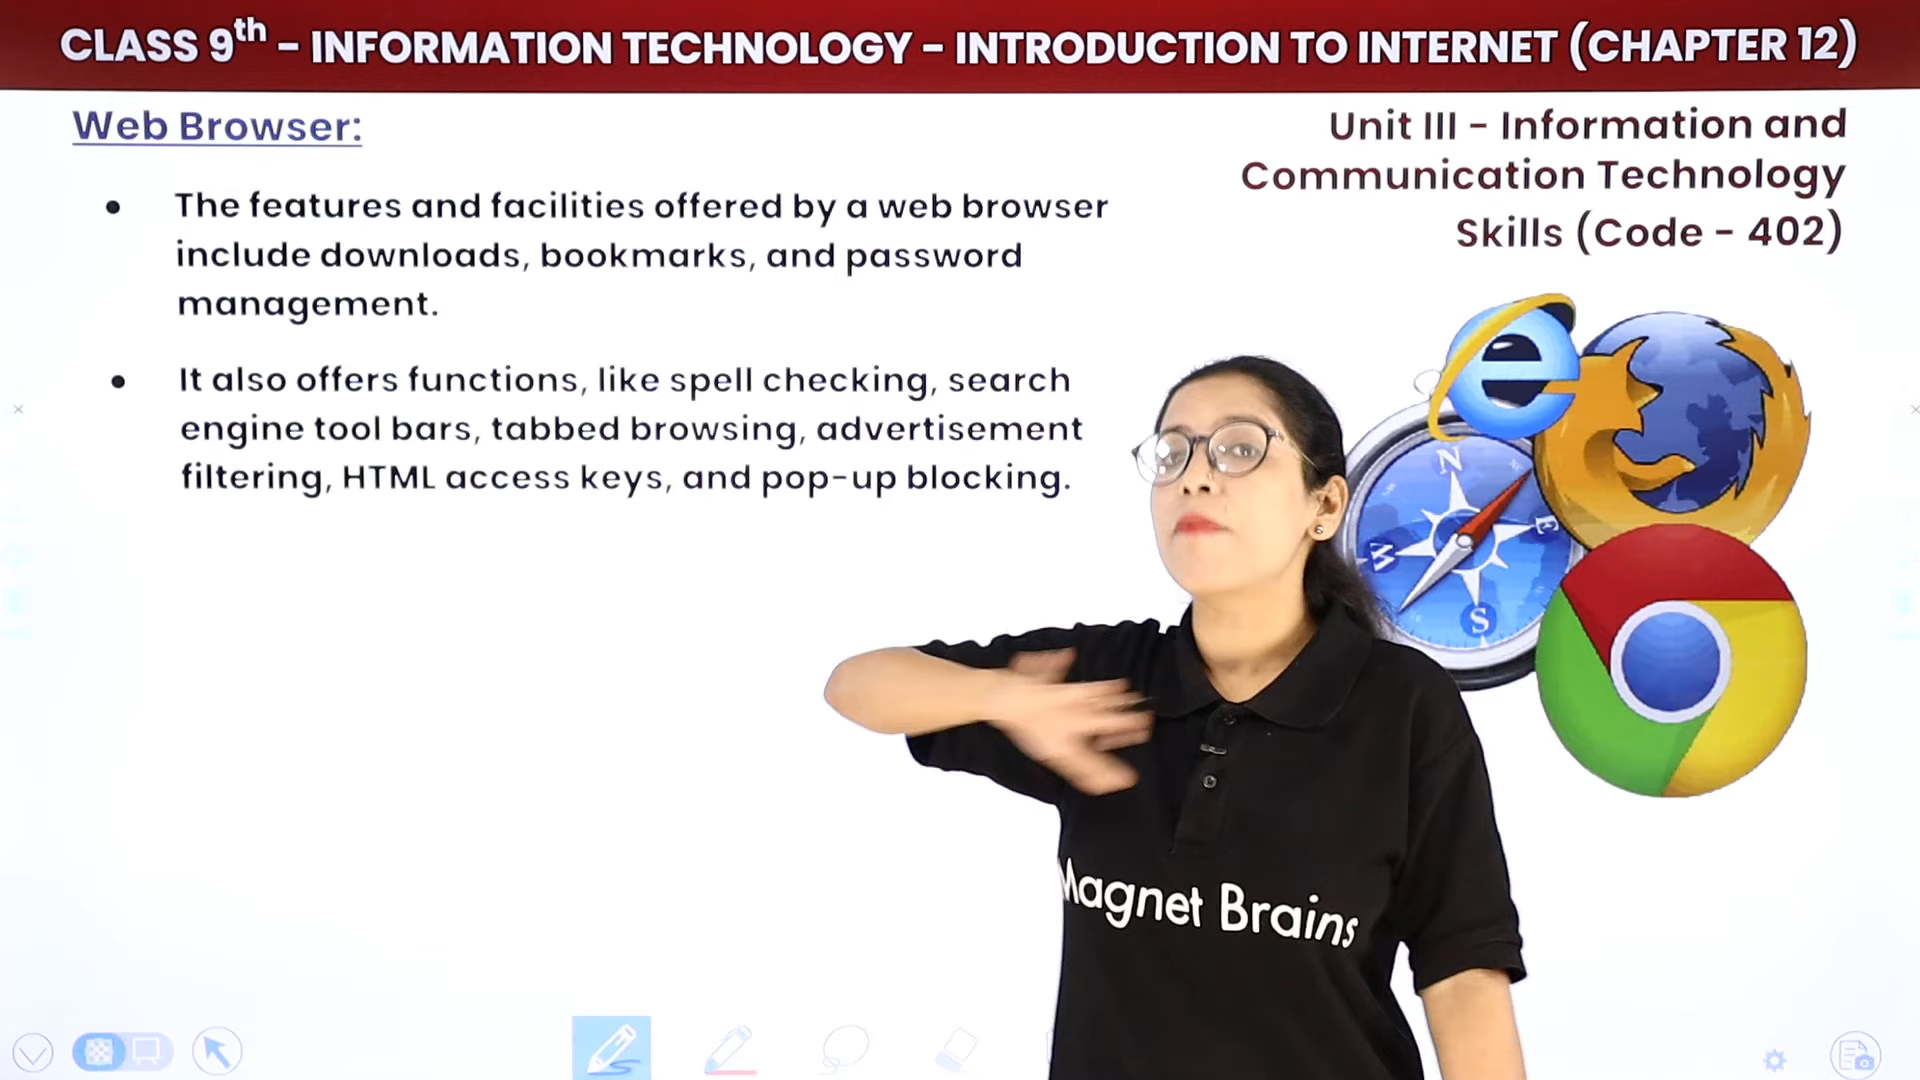 CLASS 9th – INFORMATION TECHNOLOGY – INTRODUCTION TO INTERNET (CHAPTER 12)
Web Browser:
Unit III - Information and
Communication Technology
Skills (Code - 402)
• The features and facilities offered by a web browser
include downloads, bookmarks, and password
management.
• It also offers functions, like spell checking, search
engine tool bars, tabbed browsing, advertisement
filtering, HTML access keys, and pop-up blocking.
N
E
S
W
Magnet Brains